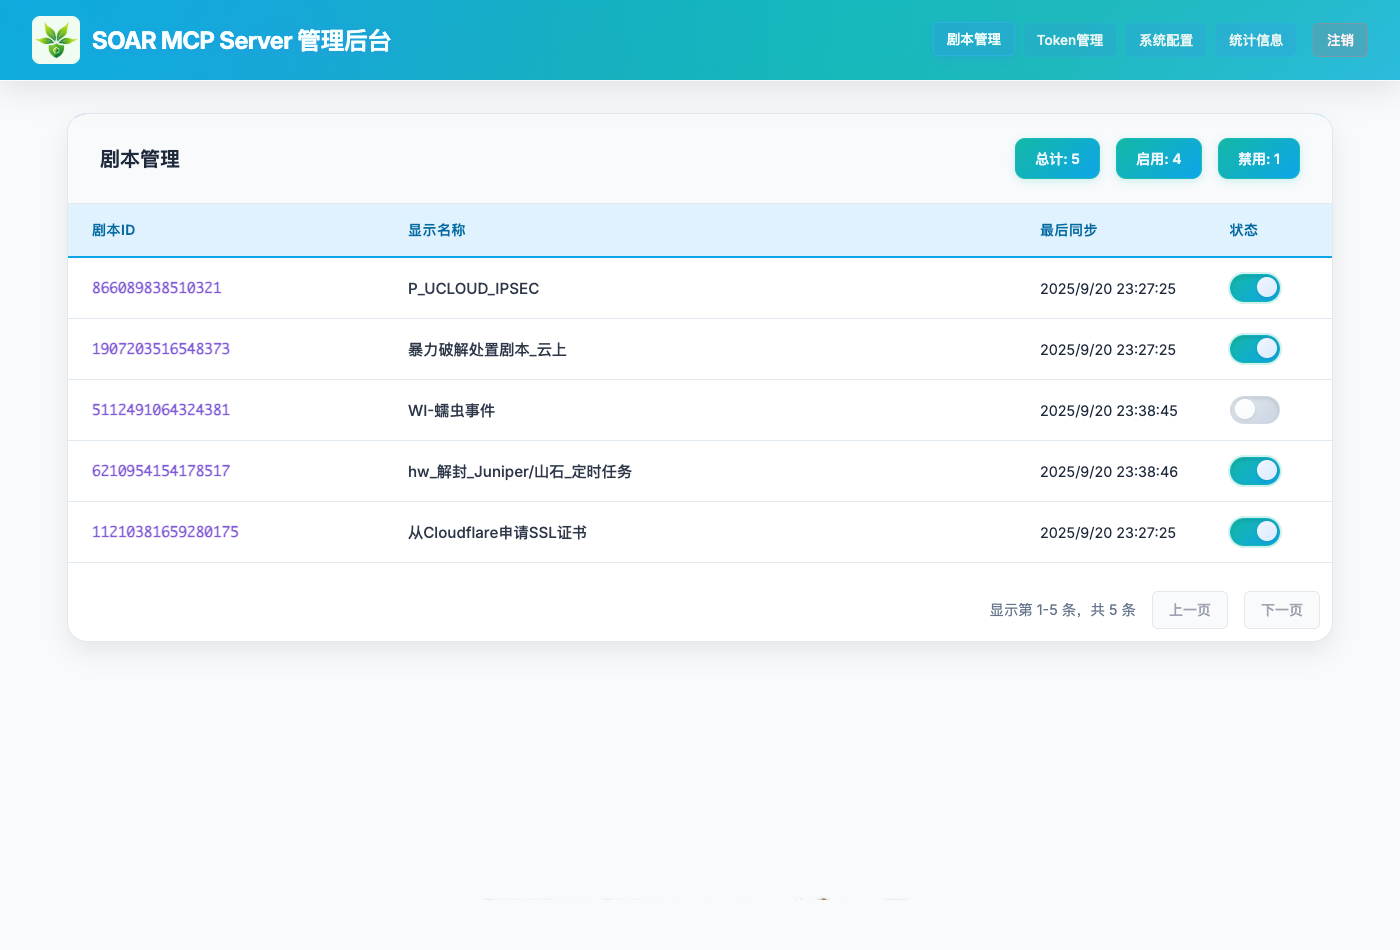 SOAR MCP Server 管理后台
剧本管理 Token管理 系统配置 统计信息 注销
剧本管理
总计: 5 启用: 4 禁用: 1
剧本ID 显示名称 最后同步 状态
866089838510321 P_UCLOUD_IPSEC 2025/9/20 23:27:25
1907203516548373 暴力破解处置剧本_云上 2025/9/20 23:27:25
5112491064324381 WI-蠕虫事件 2025/9/20 23:38:45
6210954154178517 hw_解封_Juniper/山石_定时任务 2025/9/20 23:38:46
11210381659280175 从Cloudflare申请SSL证书 2025/9/20 23:27:25
显示第 1-5 条，共 5 条 上一页 下一页